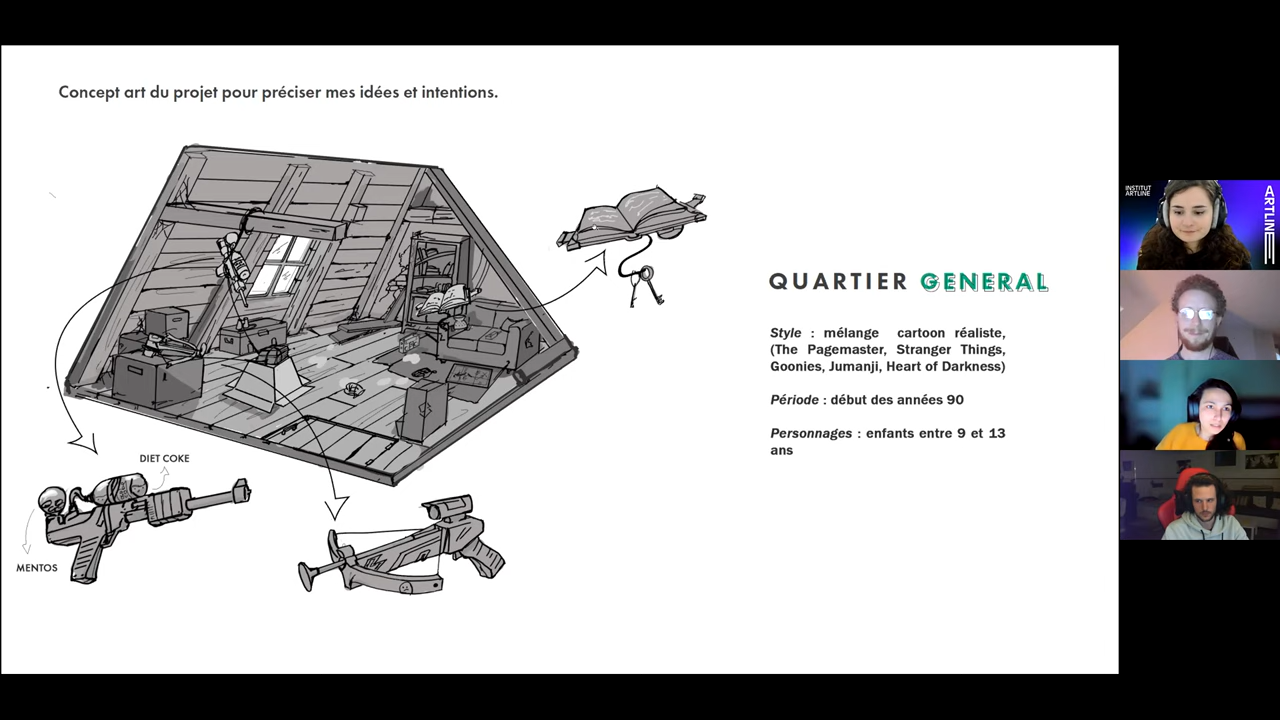 Concept art du projet pour préciser mes idées et intentions.
DIET COKE
MENTOS
QUARTIER GENERAL
Style : mélange cartoon réaliste,
(The Pagemaster, Stranger Things,
Goonies, Jumanji, Heart of Darkness)
Période : début des années 90
Personnages : enfants entre 9 et 13
ans
INSTITUT
ARTLINE
ARTLINE